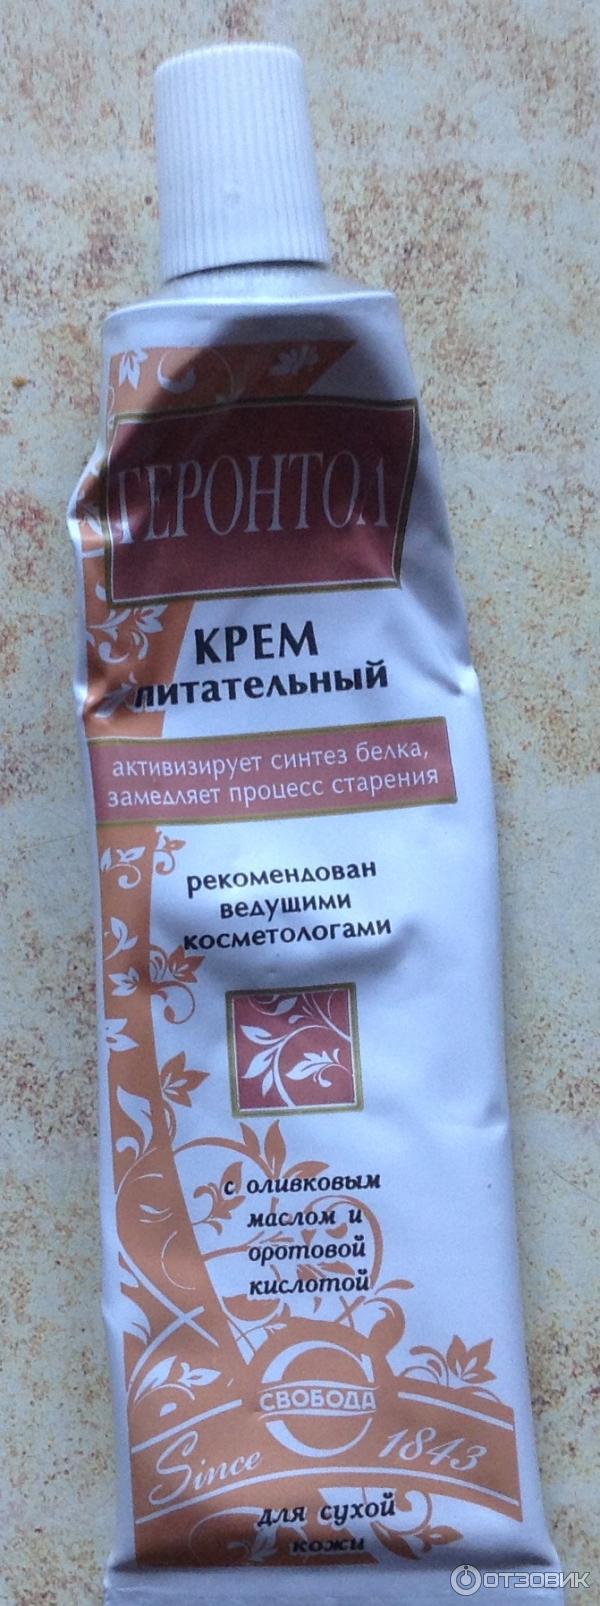 ГЕРОНТОЛ
КРЕМ
питательный
активизирует синтез белка,
замедляет процесс старения
рекомендован
ведущими
косметологами
с оливковым
маслом и
оротовой
кислотой
СВОБОДА
Since 1843
для сухой
кожи
ОТЗОВИК